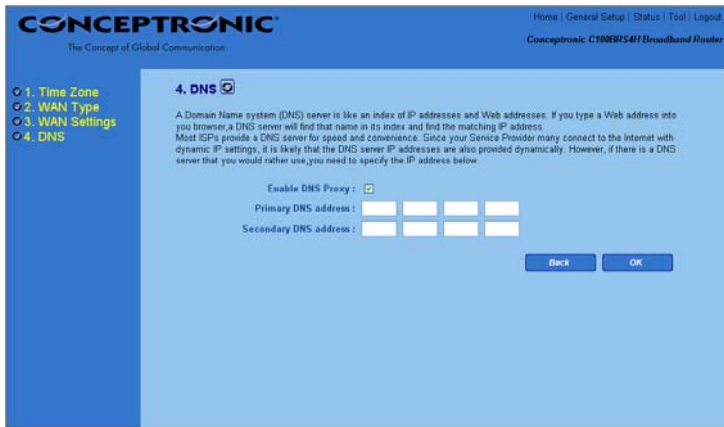 CONCEPTRONIC
The Concept of Global Communication
Home | General Setup | Status | Tool | Logout
Conceptronic C100BRS4H Broadband Router
1. Time Zone
2. WAN Type
3. WAN Settings
4. DNS
4. DNS
A Domain Name system (DNS) server is like an index of IP addresses and Web addresses. If you type a Web address into
you browser,a DNS server will find that name in its index and find the matching IP address.
Most ISPs provide a DNS server for speed and convenience. Since your Service Provider many connect to the Internet with
dynamic IP settings, it is likely that the DNS server IP addresses are also provided dynamically. However, if there is a DNS
server that you would rather use,you need to specify the IP address below.
Enable DNS Proxy :
Primary DNS address :
Secondary DNS address :
Back
OK